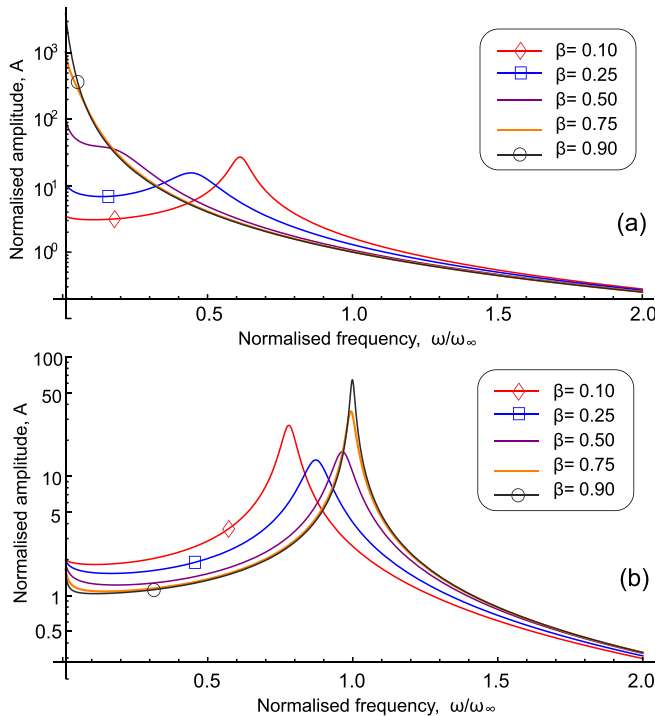 Normalised amplitude, A
10³
10²
10¹
10⁰
β= 0.10
β= 0.25
β= 0.50
β= 0.75
β= 0.90
(a)
0.5 1.0 1.5 2.0
Normalised frequency, ω/ω∞
Normalised amplitude, A
100
50
10
5
1
0.5
β= 0.10
β= 0.25
β= 0.50
β= 0.75
β= 0.90
(b)
0.5 1.0 1.5 2.0
Normalised frequency, ω/ω∞